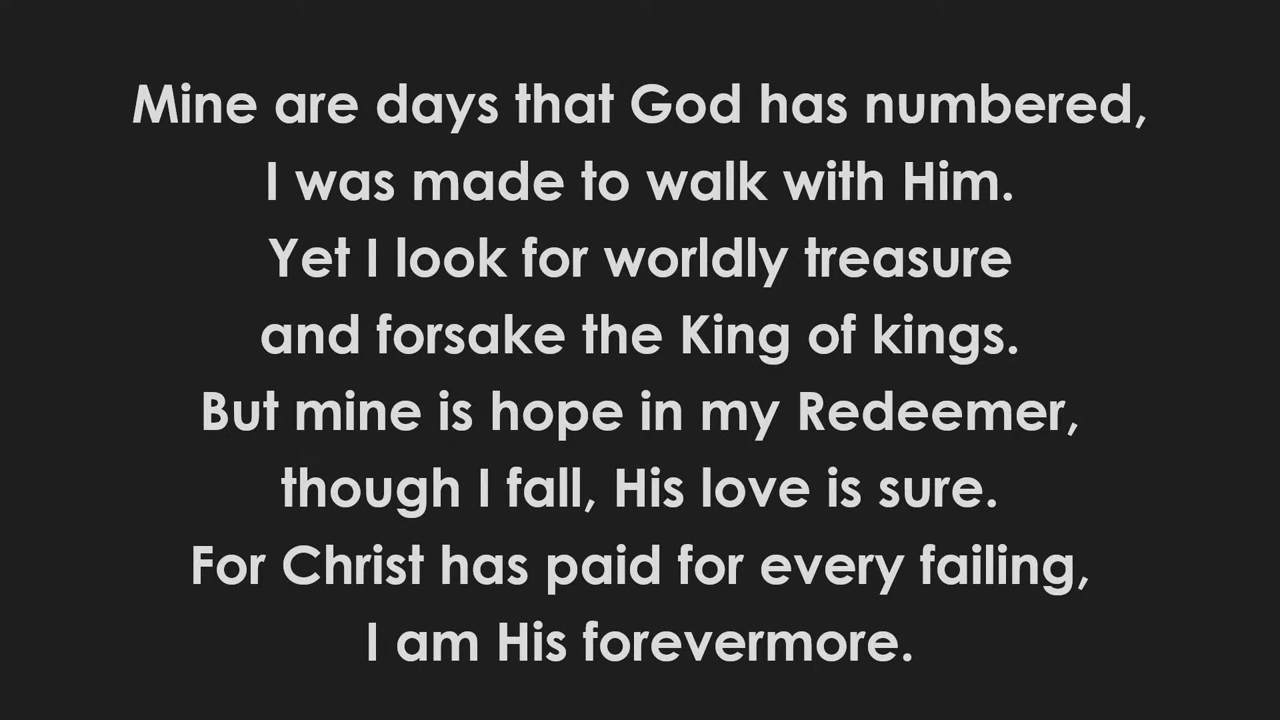 Mine are days that God has numbered,
I was made to walk with Him.
Yet I look for worldly treasure
and forsake the King of kings.
But mine is hope in my Redeemer,
though I fall, His love is sure.
For Christ has paid for every failing,
I am His forevermore.